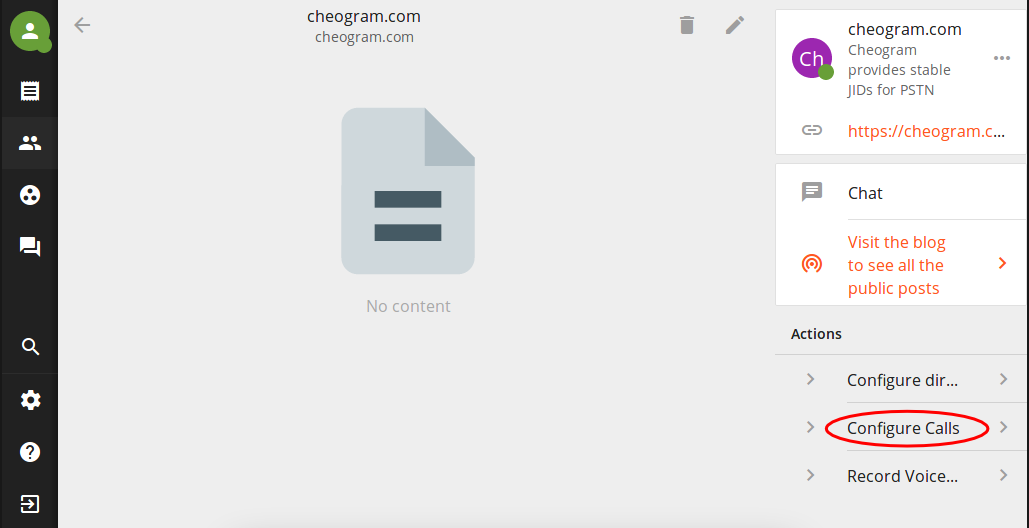 cheogram.com
cheogram.com
No content
cheogram.com
Ch
Cheogram
provides stable
JIDs for PSTN
https://cheogram.c...
Chat
Visit the blog
to see all the
public posts
Actions
Configure dir...
Configure Calls
Record Voice...